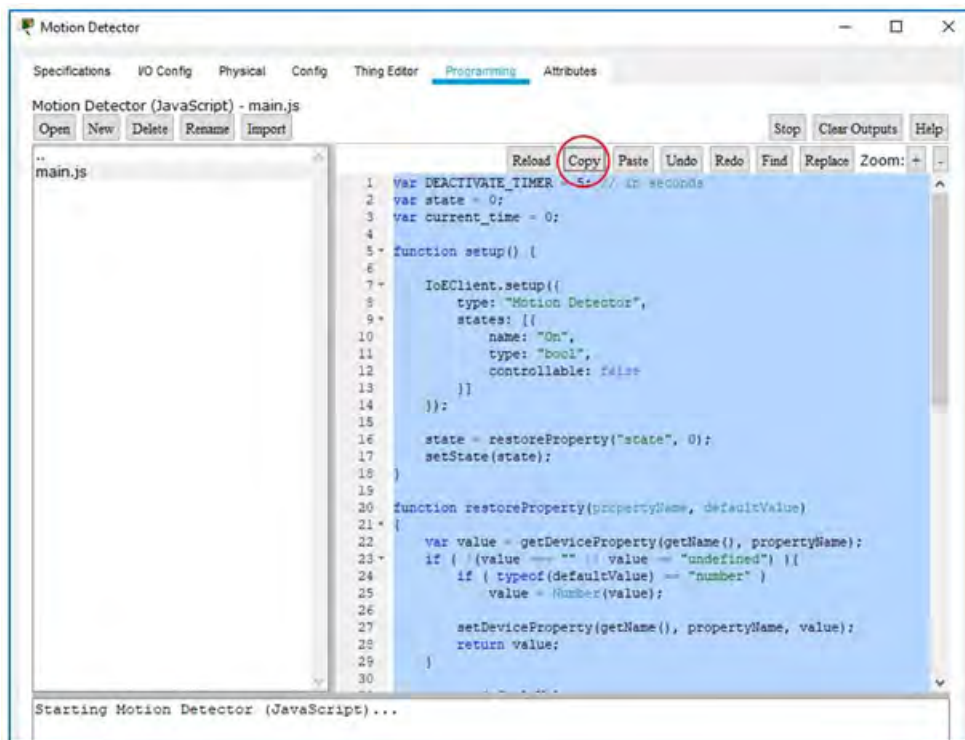 Motion Detector
Specifications I/O Config Physical Config Thing Editor Programming Attributes
Motion Detector (JavaScript) - main.js
Open New Delete Rename Import Stop Clear Outputs Help
Reload Copy Paste Undo Redo Find Replace Zoom: + -
..
main.js
1 var DEACTIVATE_TIMER = 5; // in seconds
2 var state = 0;
3 var current_time = 0;
4
5 function setup() {
6
7 IoEClient.setup({
8 type: "Motion Detector",
9 states: [{
10 name: "On",
11 type: "bool",
12 controllable: false
13 }]
14 });
15
16 state = restoreProperty("state", 0);
17 setState(state);
18 }
19
20 function restoreProperty(propertyName, defaultValue)
21 {
22 var value = getDeviceProperty(getName(), propertyName);
23 if ( !(value === "" || value == "undefined") ){
24 if ( typeof(defaultValue) == "number" )
25 value = Number(value);
26
27 setDeviceProperty(getName(), propertyName, value);
28 return value;
29 }
30
Starting Motion Detector (JavaScript)...